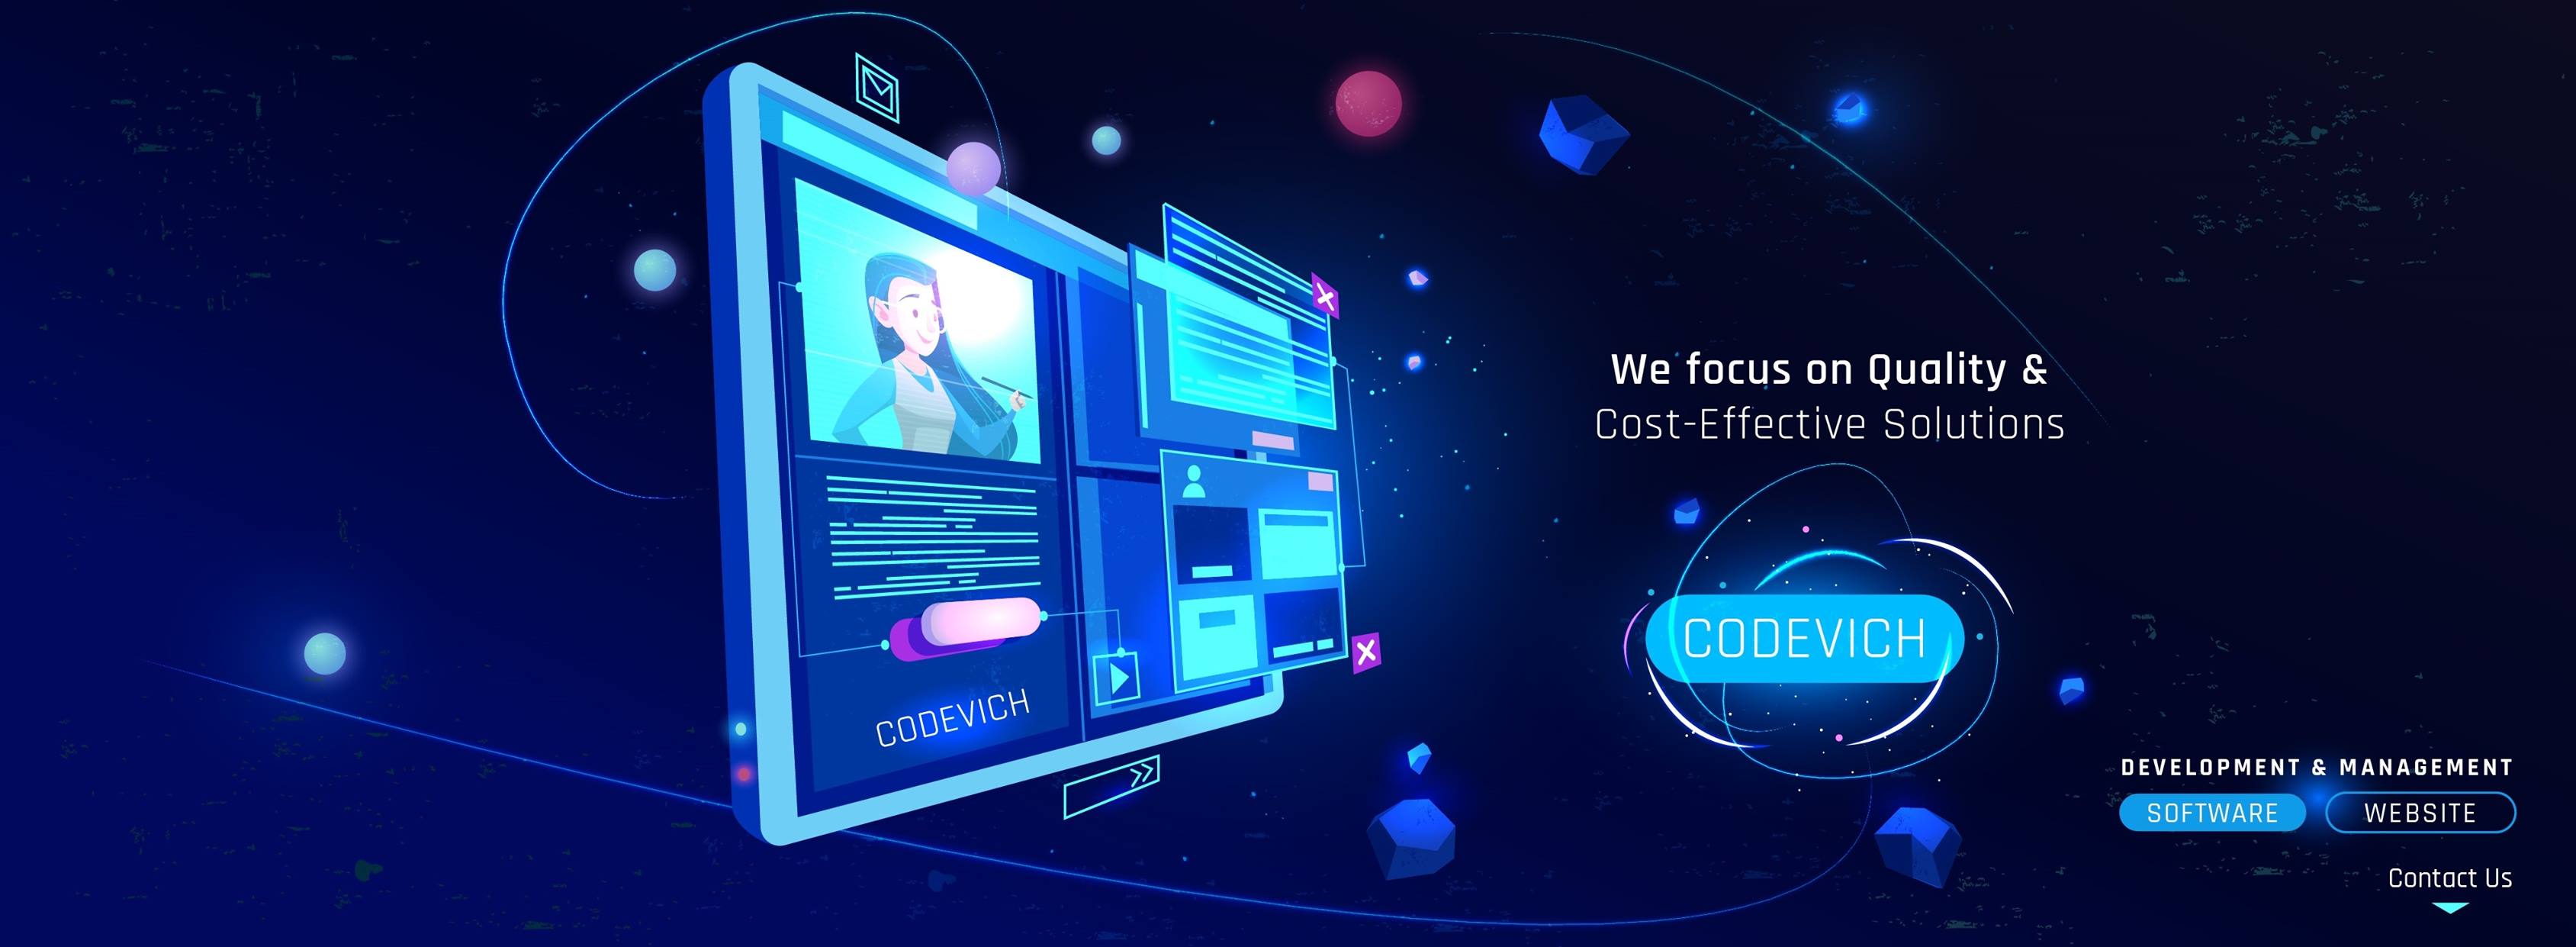 We focus on Quality &
Cost-Effective Solutions
CODEVICH
CODEVICH
DEVELOPMENT & MANAGEMENT
SOFTWARE WEBSITE
Contact Us